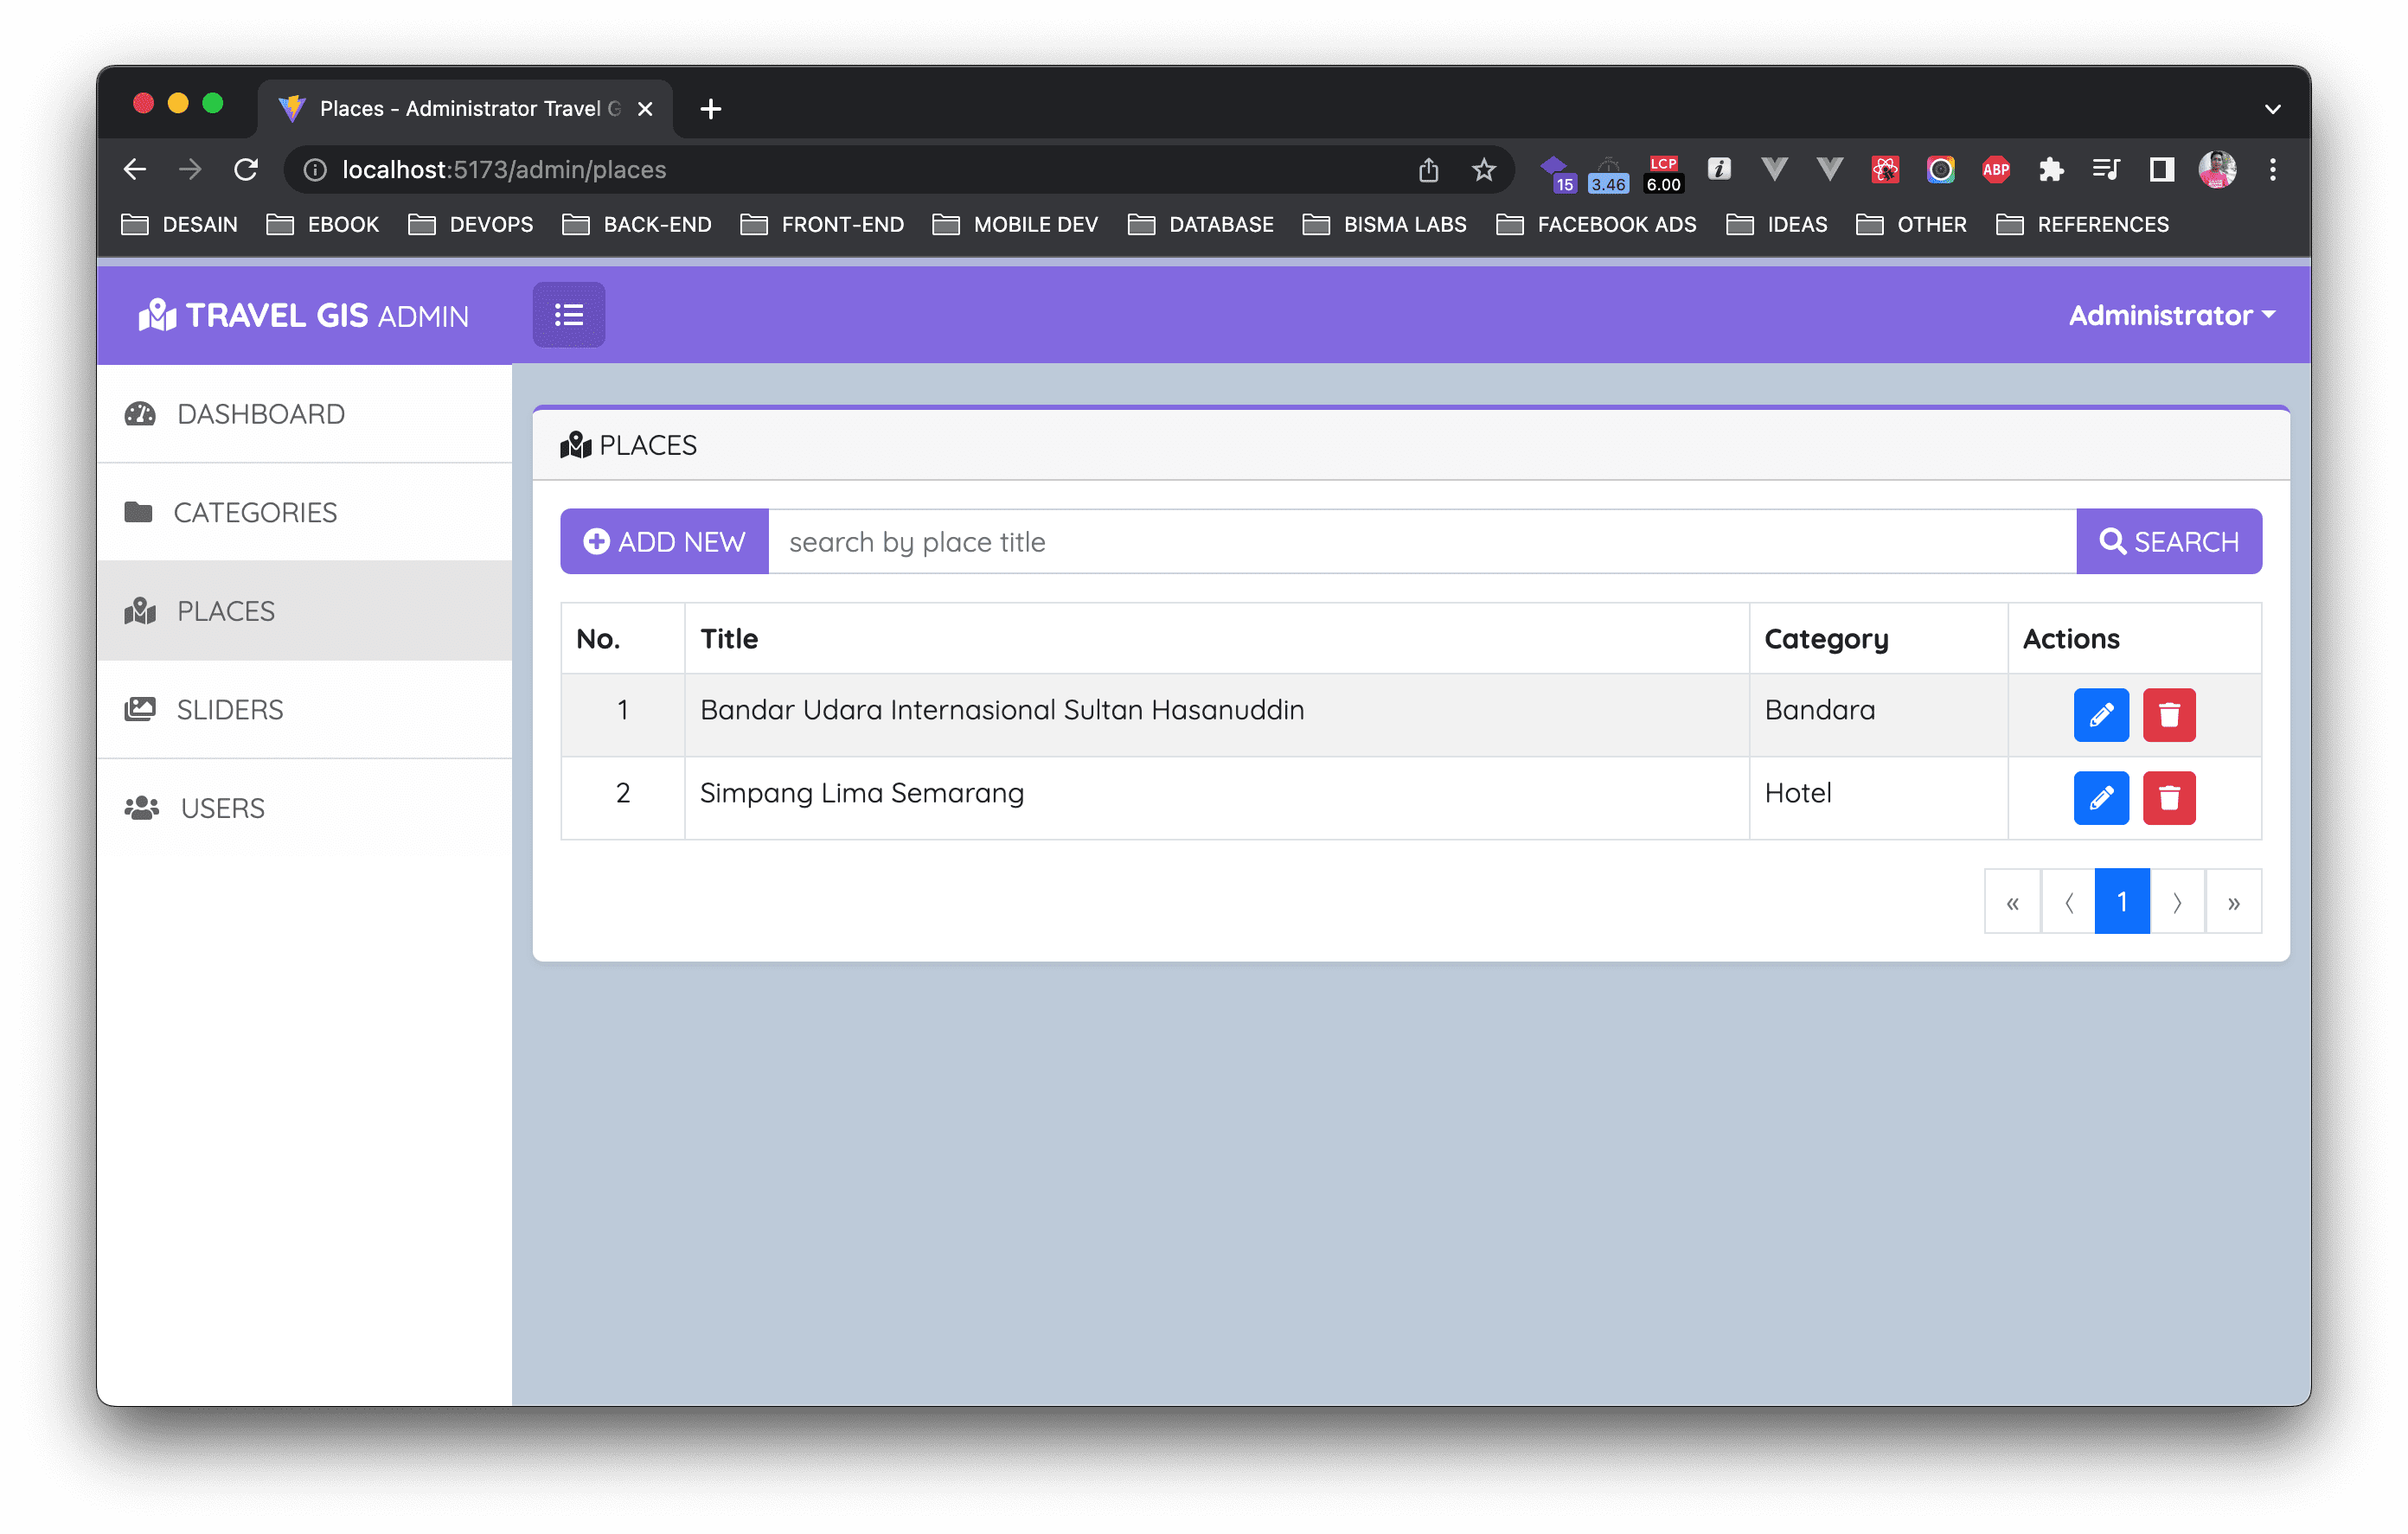 Places - Administrator Travel G
localhost:5173/admin/places
15
3.46
LCP
6.00
ABP
DESAIN EBOOK DEVOPS BACK-END FRONT-END MOBILE DEV DATABASE BISMA LABS FACEBOOK ADS IDEAS OTHER REFERENCES
TRAVEL GIS ADMIN
Administrator
DASHBOARD
CATEGORIES
PLACES
SLIDERS
USERS
PLACES
ADD NEW search by place title SEARCH
No. Title Category Actions
1 Bandar Udara Internasional Sultan Hasanuddin Bandara
2 Simpang Lima Semarang Hotel
« ‹ 1 › »